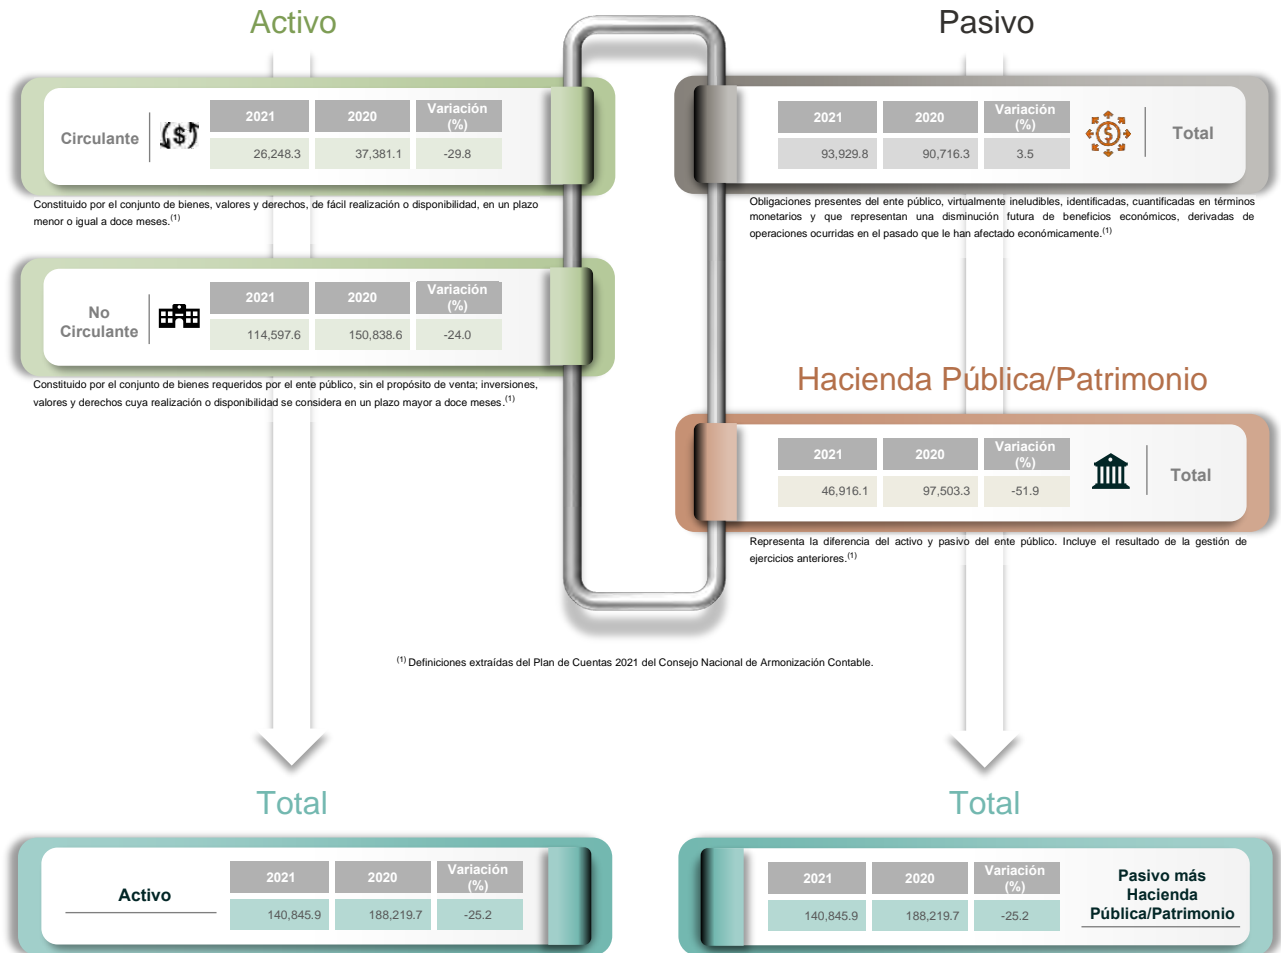 Activo
Circulante
2021 2020 Variación (%)
26,248.3 37,381.1 -29.8
Constituido por el conjunto de bienes, valores y derechos, de fácil realización o disponibilidad, en un plazo
menor o igual a doce meses.(1)
No
Circulante
2021 2020 Variación (%)
114,597.6 150,838.6 -24.0
Constituido por el conjunto de bienes requeridos por el ente público, sin el propósito de venta; inversiones,
valores y derechos cuya realización o disponibilidad se considera en un plazo mayor a doce meses.(1)
Pasivo
2021 2020 Variación (%)
93,929.8 90,716.3 3.5
Total
Obligaciones presentes del ente público, virtualmente ineludibles, identificadas, cuantificadas en términos
monetarios y que representan una disminución futura de beneficios económicos, derivadas de
operaciones ocurridas en el pasado que le han afectado económicamente.(1)
Hacienda Pública/Patrimonio
2021 2020 Variación (%)
46,916.1 97,503.3 -51.9
Total
Representa la diferencia del activo y pasivo del ente público. Incluye el resultado de la gestión de
ejercicios anteriores.(1)
(1) Definiciones extraídas del Plan de Cuentas 2021 del Consejo Nacional de Armonización Contable.
Total
Activo
2021 2020 Variación (%)
140,845.9 188,219.7 -25.2
Total
2021 2020 Variación (%)
140,845.9 188,219.7 -25.2
Pasivo más
Hacienda
Pública/Patrimonio